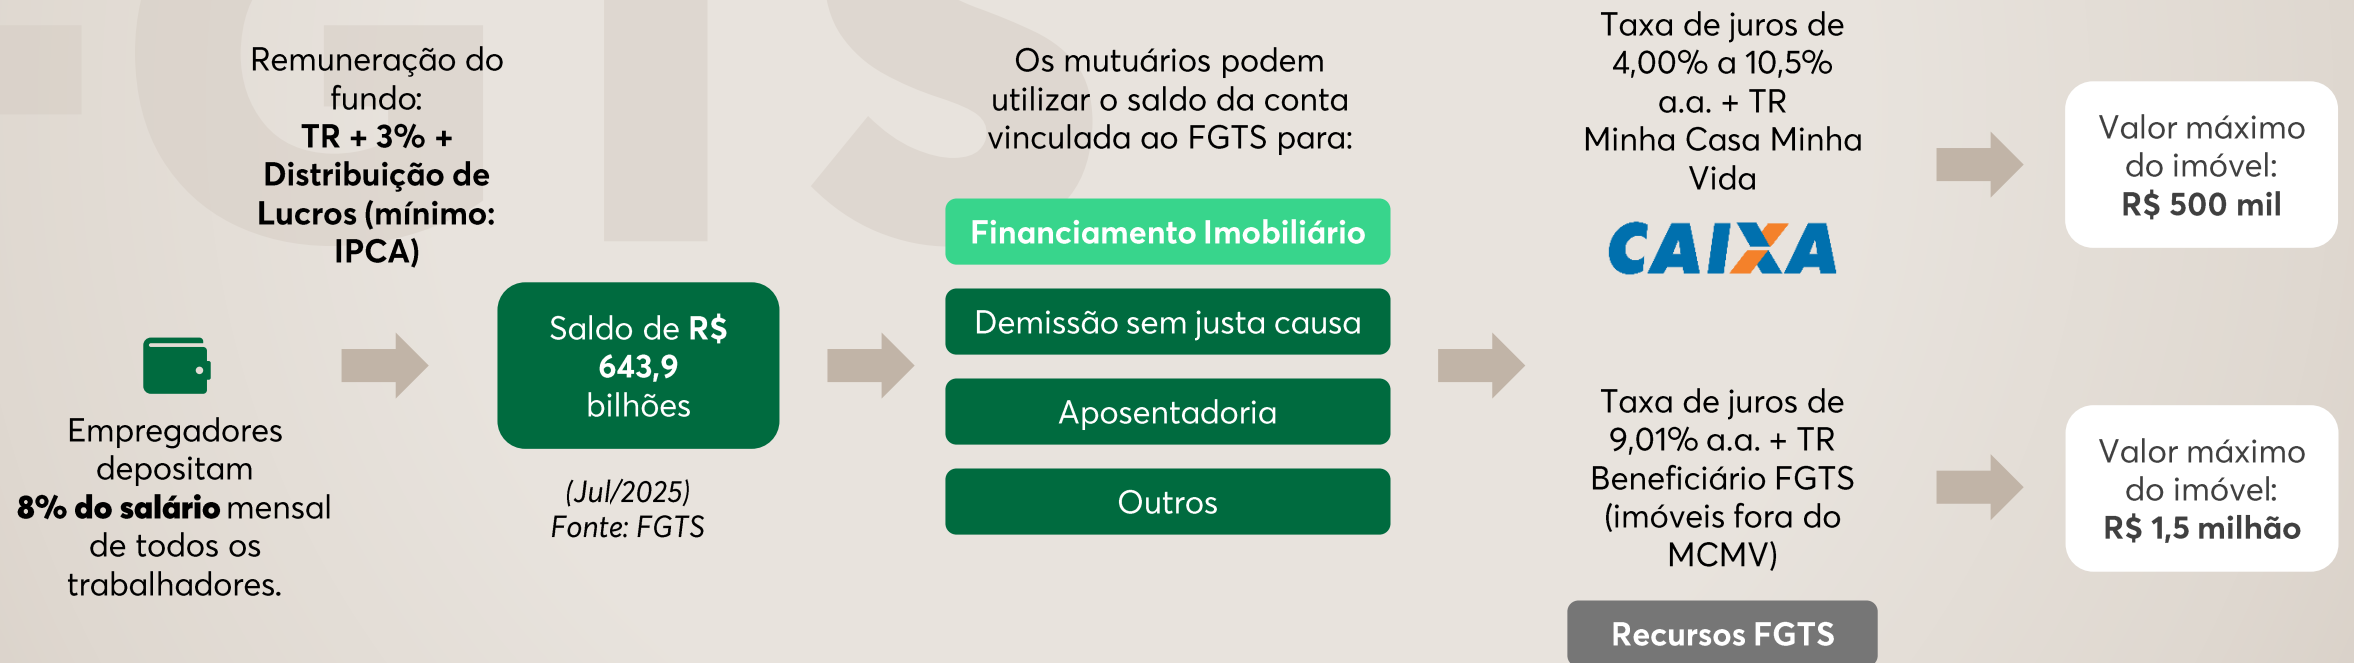 FGTS
Remuneração do
fundo:
TR + 3% +
Distribuição de
Lucros (mínimo:
IPCA)
Empregadores
depositam
8% do salário mensal
de todos os
trabalhadores.
Saldo de R$
643,9
bilhões
(Jul/2025)
Fonte: FGTS
Os mutuários podem
utilizar o saldo da conta
vinculada ao FGTS para:
Financiamento Imobiliário
Demissão sem justa causa
Aposentadoria
Outros
Taxa de juros de
4,00% a 10,5%
a.a. + TR
Minha Casa Minha
Vida
CAIXA
Valor máximo
do imóvel:
R$ 500 mil
Taxa de juros de
9,01% a.a. + TR
Beneficiário FGTS
(imóveis fora do
MCMV)
Valor máximo
do imóvel:
R$ 1,5 milhão
Recursos FGTS